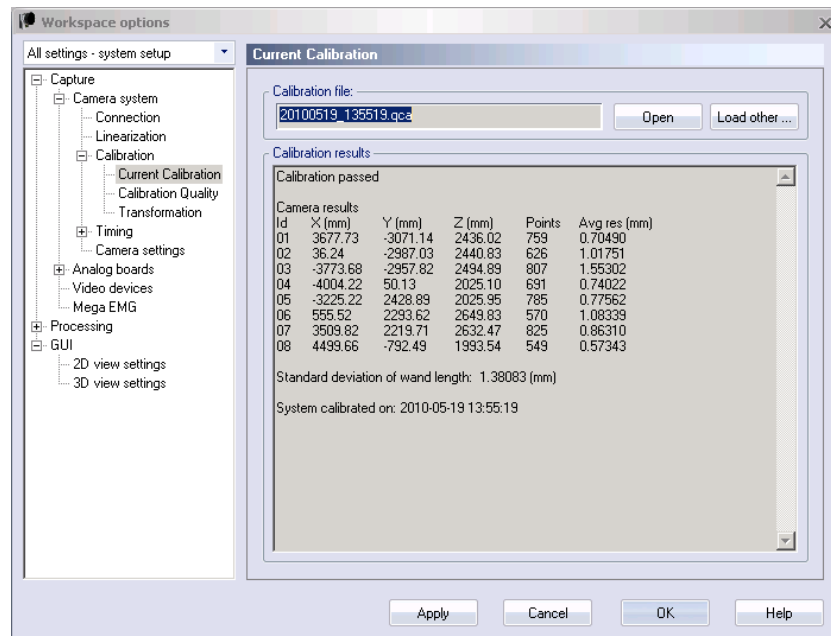 Workspace options
All settings - system setup
Capture
Camera system
Connection
Linearization
Calibration
Current Calibration
Calibration Quality
Transformation
Timing
Camera settings
Analog boards
Video devices
Mega EMG
Processing
GUI
2D view settings
3D view settings
Current Calibration
Calibration file:
20100519_135519.qca
Open
Load other ...
Calibration results
Calibration passed
Camera results
Id X (mm) Y (mm) Z (mm) Points Avg res (mm)
01 3677.73 -3071.14 2436.02 759 0.70490
02 36.24 -2987.03 2440.83 626 1.01751
03 -3773.68 -2957.82 2494.89 807 1.55302
04 -4004.22 50.13 2025.10 691 0.74022
05 -3225.22 2428.89 2025.95 785 0.77562
06 555.52 2293.62 2649.83 570 1.08339
07 3509.82 2219.71 2632.47 825 0.86310
08 4499.66 -792.49 1993.54 549 0.57343
Standard deviation of wand length: 1.38083 (mm)
System calibrated on: 2010-05-19 13:55:19
Apply
Cancel
OK
Help